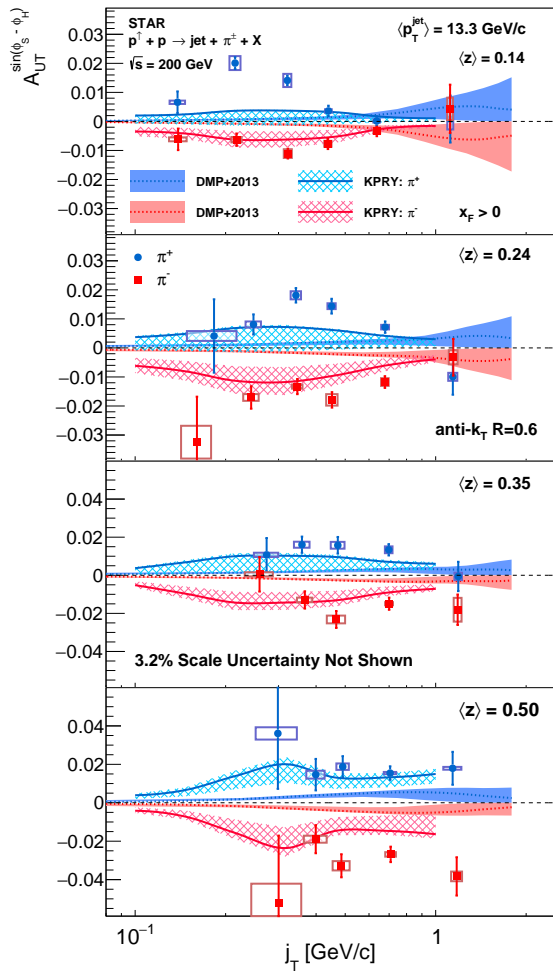 A_UT^sin(ϕ_S - ϕ_H)
STAR
p^↑ + p → jet + π^± + X
√s = 200 GeV
⟨p_T^jet⟩ = 13.3 GeV/c
⟨z⟩ = 0.14
0.03
0.02
0.01
0
−0.01
−0.02
−0.03
DMP+2013
KPRY: π^+
DMP+2013
KPRY: π^-
x_F > 0
π^+
π^-
⟨z⟩ = 0.24
0.03
0.02
0.01
0
−0.01
−0.02
−0.03
anti-k_T R=0.6
⟨z⟩ = 0.35
0.04
0.02
0
−0.02
−0.04
3.2% Scale Uncertainty Not Shown
⟨z⟩ = 0.50
0.04
0.02
0
−0.02
−0.04
10^−1
1
j_T [GeV/c]